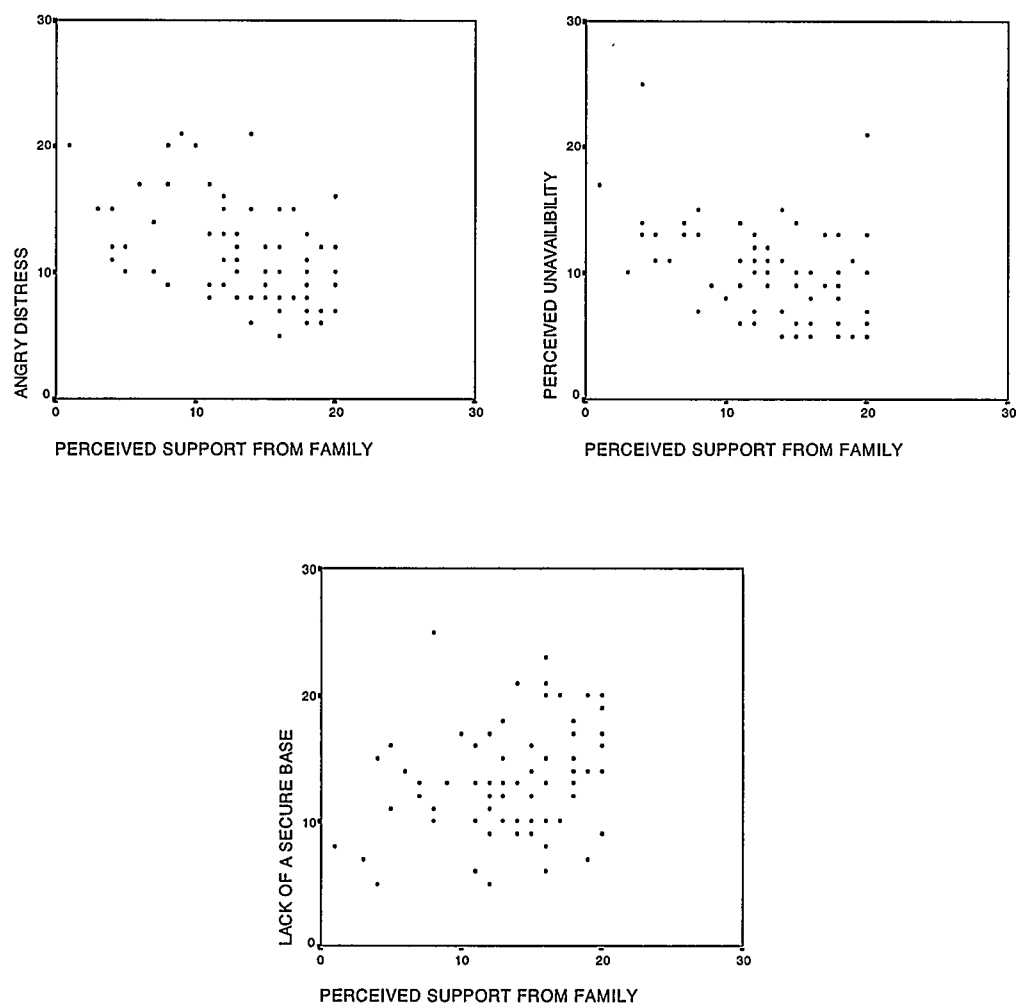 30
20
10
0
ANGRY DISTRESS
0 10 20 30
PERCEIVED SUPPORT FROM FAMILY
30
20
10
0
PERCEIVED UNAVAILIBILITY
0 10 20 30
PERCEIVED SUPPORT FROM FAMILY
30
20
10
0
LACK OF A SECURE BASE
0 10 20 30
PERCEIVED SUPPORT FROM FAMILY